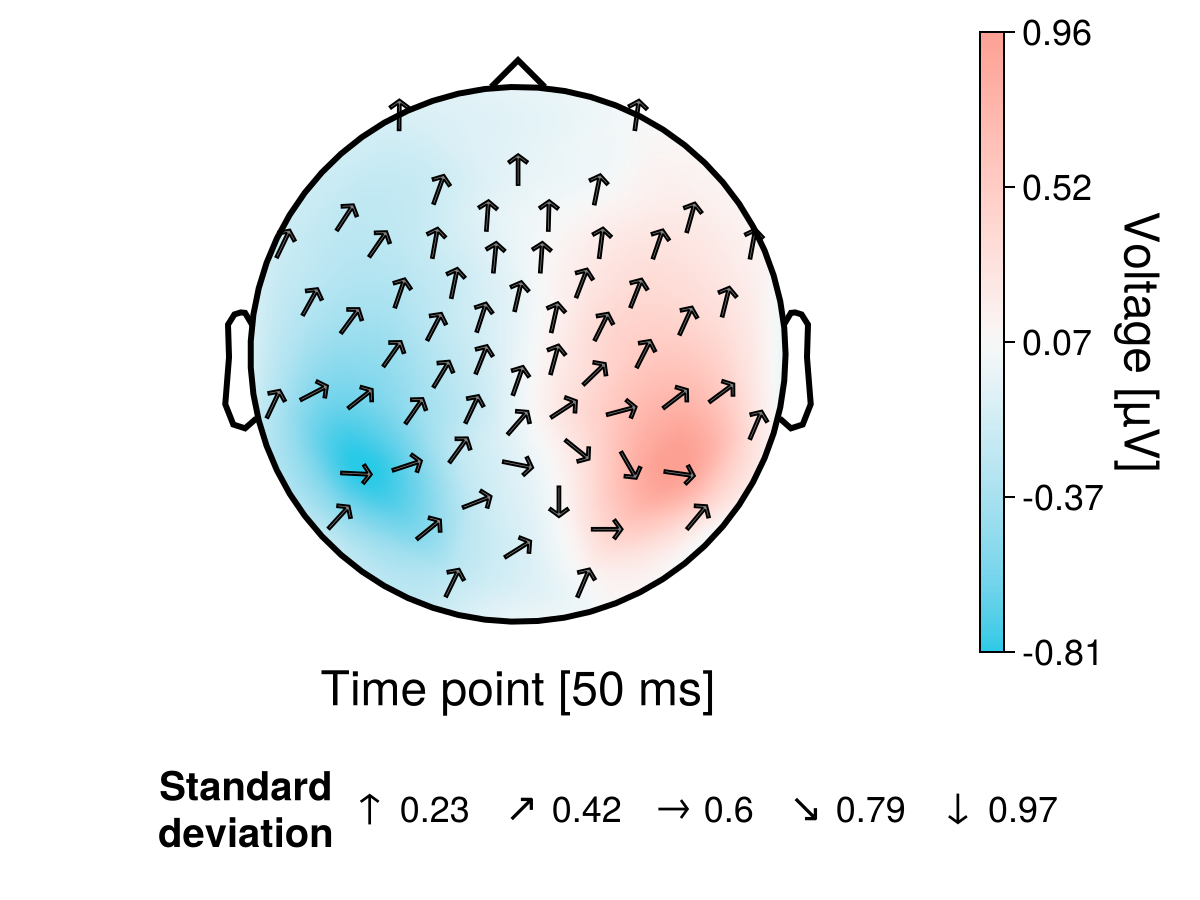 0.96
0.52
0.07
-0.37
-0.81
Voltage [µV]
Time point [50 ms]
Standard
deviation
↑ 0.23 ↗ 0.42 → 0.6 ↘ 0.79 ↓ 0.97